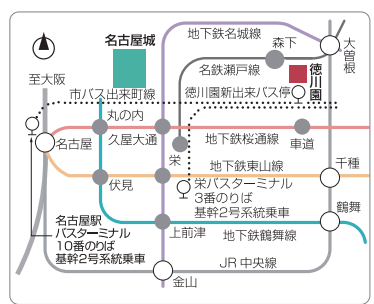 地下鉄名城線
名古屋城
森下
大曽根
名鉄瀬戸線
徳川園
至大阪
市バス出来町線
徳川園新出来バス停
丸の内
名古屋
久屋大通
地下鉄桜通線
車道
栄
地下鉄東山線
千種
伏見
栄バスターミナル
3番のりば
基幹2号系統乗車
鶴舞
名古屋駅
バスターミナル
10番のりば
基幹2号系統乗車
上前津
地下鉄鶴舞線
JR中央線
金山